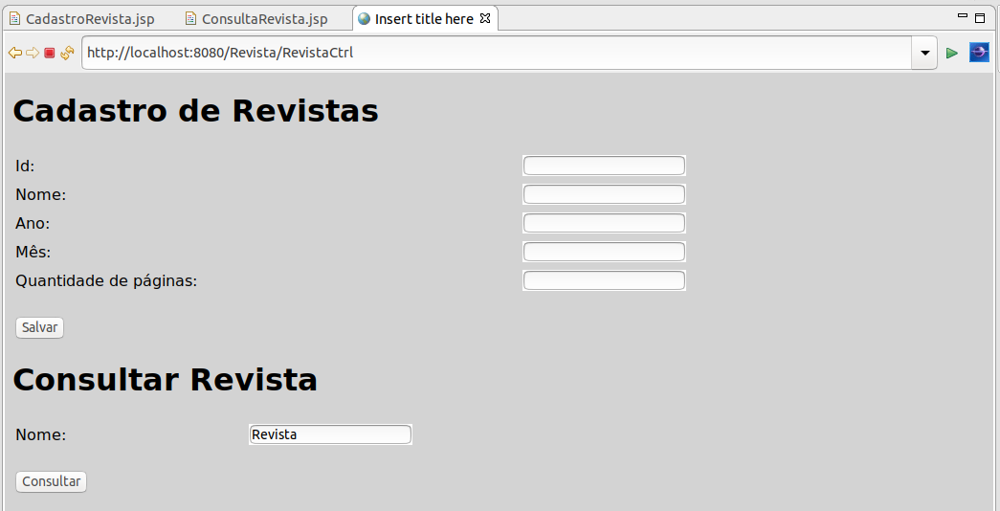 CadastroRevista.jsp ConsultaRevista.jsp Insert title here
http://localhost:8080/Revista/RevistaCtrl
Cadastro de Revistas
Id:
Nome:
Ano:
Mês:
Quantidade de páginas:
Salvar
Consultar Revista
Nome: Revista
Consultar